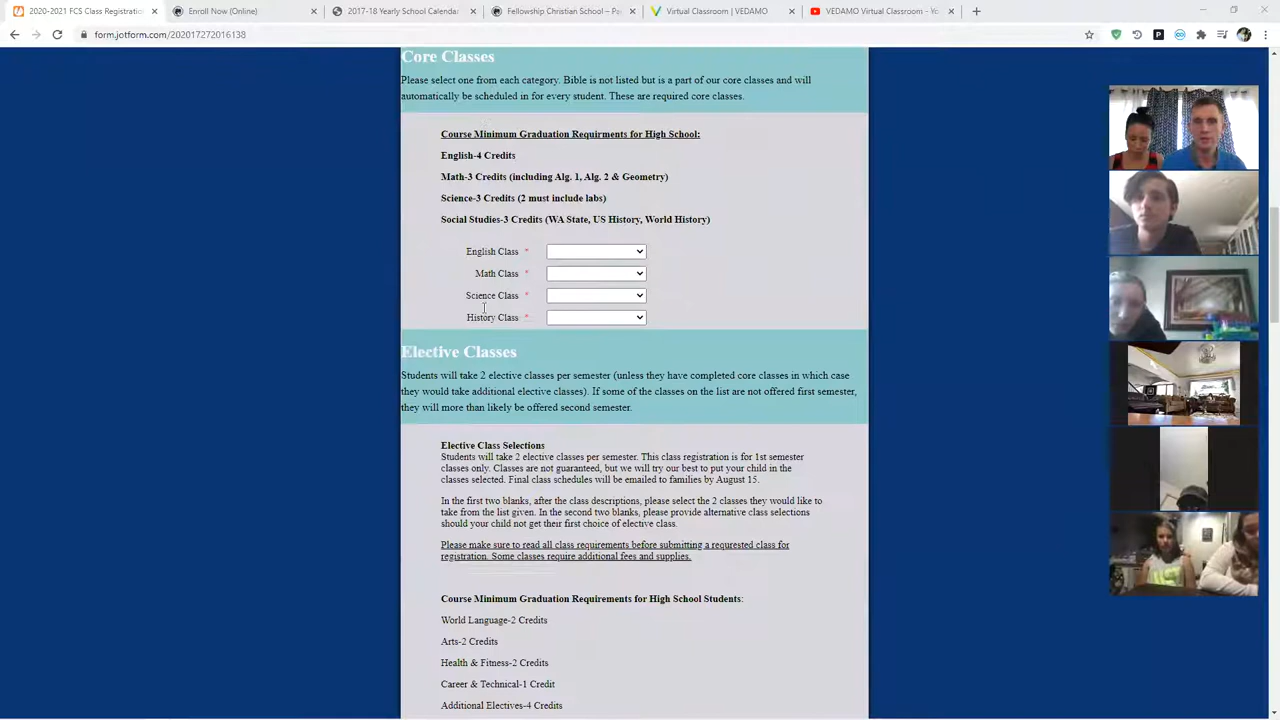 2020-2021 FCS Class Registratio
Enroll Now (Online)
2017-18 Yearly School Calendar
Fellowship Christian School – Pa
Virtual Classroom | VEDAMO
VEDAMO Virtual Classroom - Yo
form.jotform.com/202017272016138
Core Classes
Please select one from each category. Bible is not listed but is a part of our core classes and will
automatically be scheduled in for every student. These are required core classes.
Course Minimum Graduation Requirments for High School:
English-4 Credits
Math-3 Credits (including Alg. 1, Alg. 2 & Geometry)
Science-3 Credits (2 must include labs)
Social Studies-3 Credits (WA State, US History, World History)
English Class *
Math Class *
Science Class *
History Class *
Elective Classes
Students will take 2 elective classes per semester (unless they have completed core classes in which case
they would take additional elective classes). If some of the classes on the list are not offered first semester,
they will more than likely be offered second semester.
Elective Class Selections
Students will take 2 elective classes per semester. This class registration is for 1st semester
classes only. Classes are not guaranteed, but we will try our best to put your child in the
classes selected. Final class schedules will be emailed to families by August 15.
In the first two blanks, after the class descriptions, please select the 2 classes they would like to
take from the list given. In the second two blanks, please provide alternative class selections
should your child not get their first choice of elective class.
Please make sure to read all class requirements before submitting a requrested class for
registration. Some classes require additional fees and supplies.
Course Minimum Graduation Requirements for High School Students:
World Language-2 Credits
Arts-2 Credits
Health & Fitness-2 Credits
Career & Technical-1 Credit
Additional Electives-4 Credits